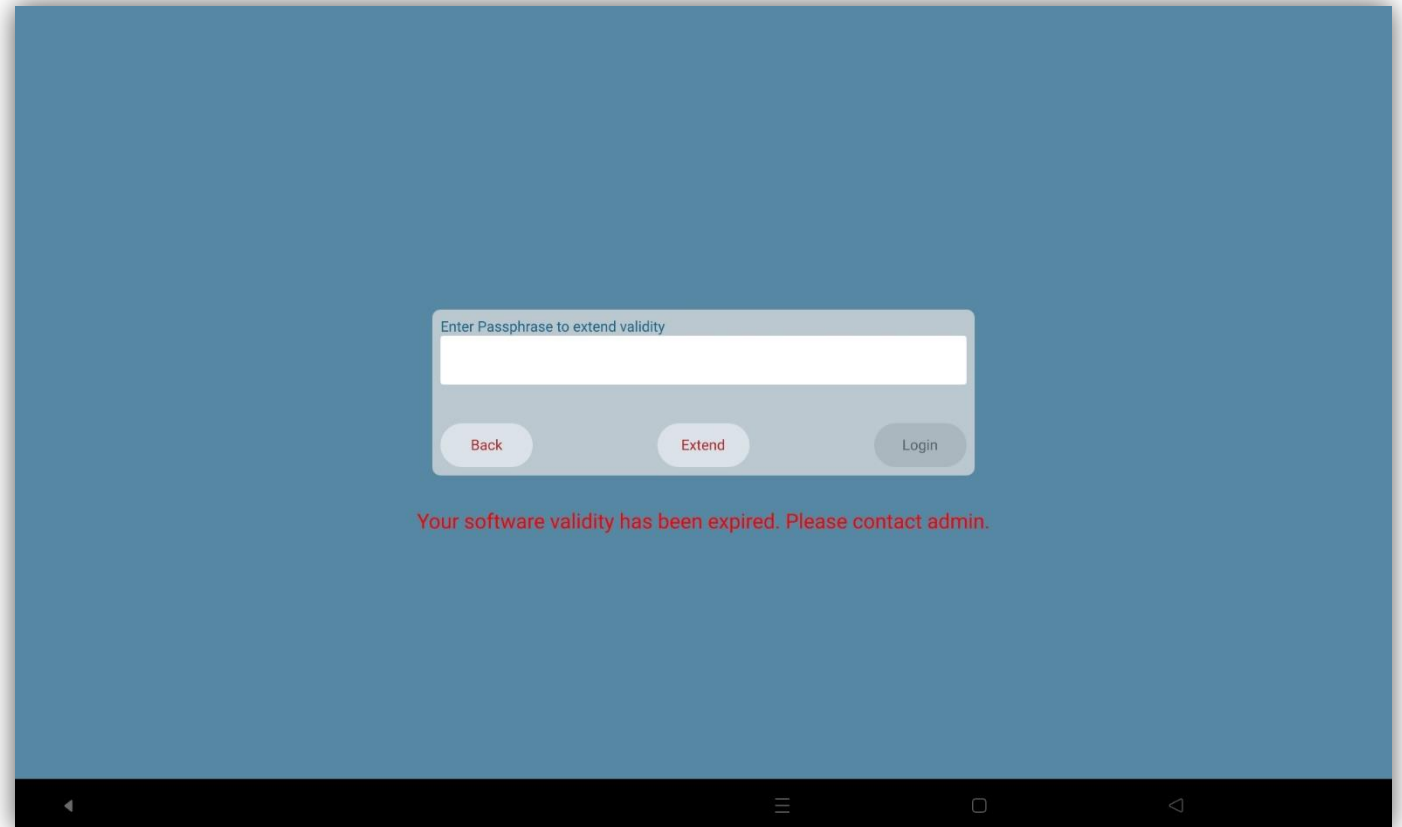 Enter Passphrase to extend validity
Back Extend Login
Your software validity has been expired. Please contact admin.